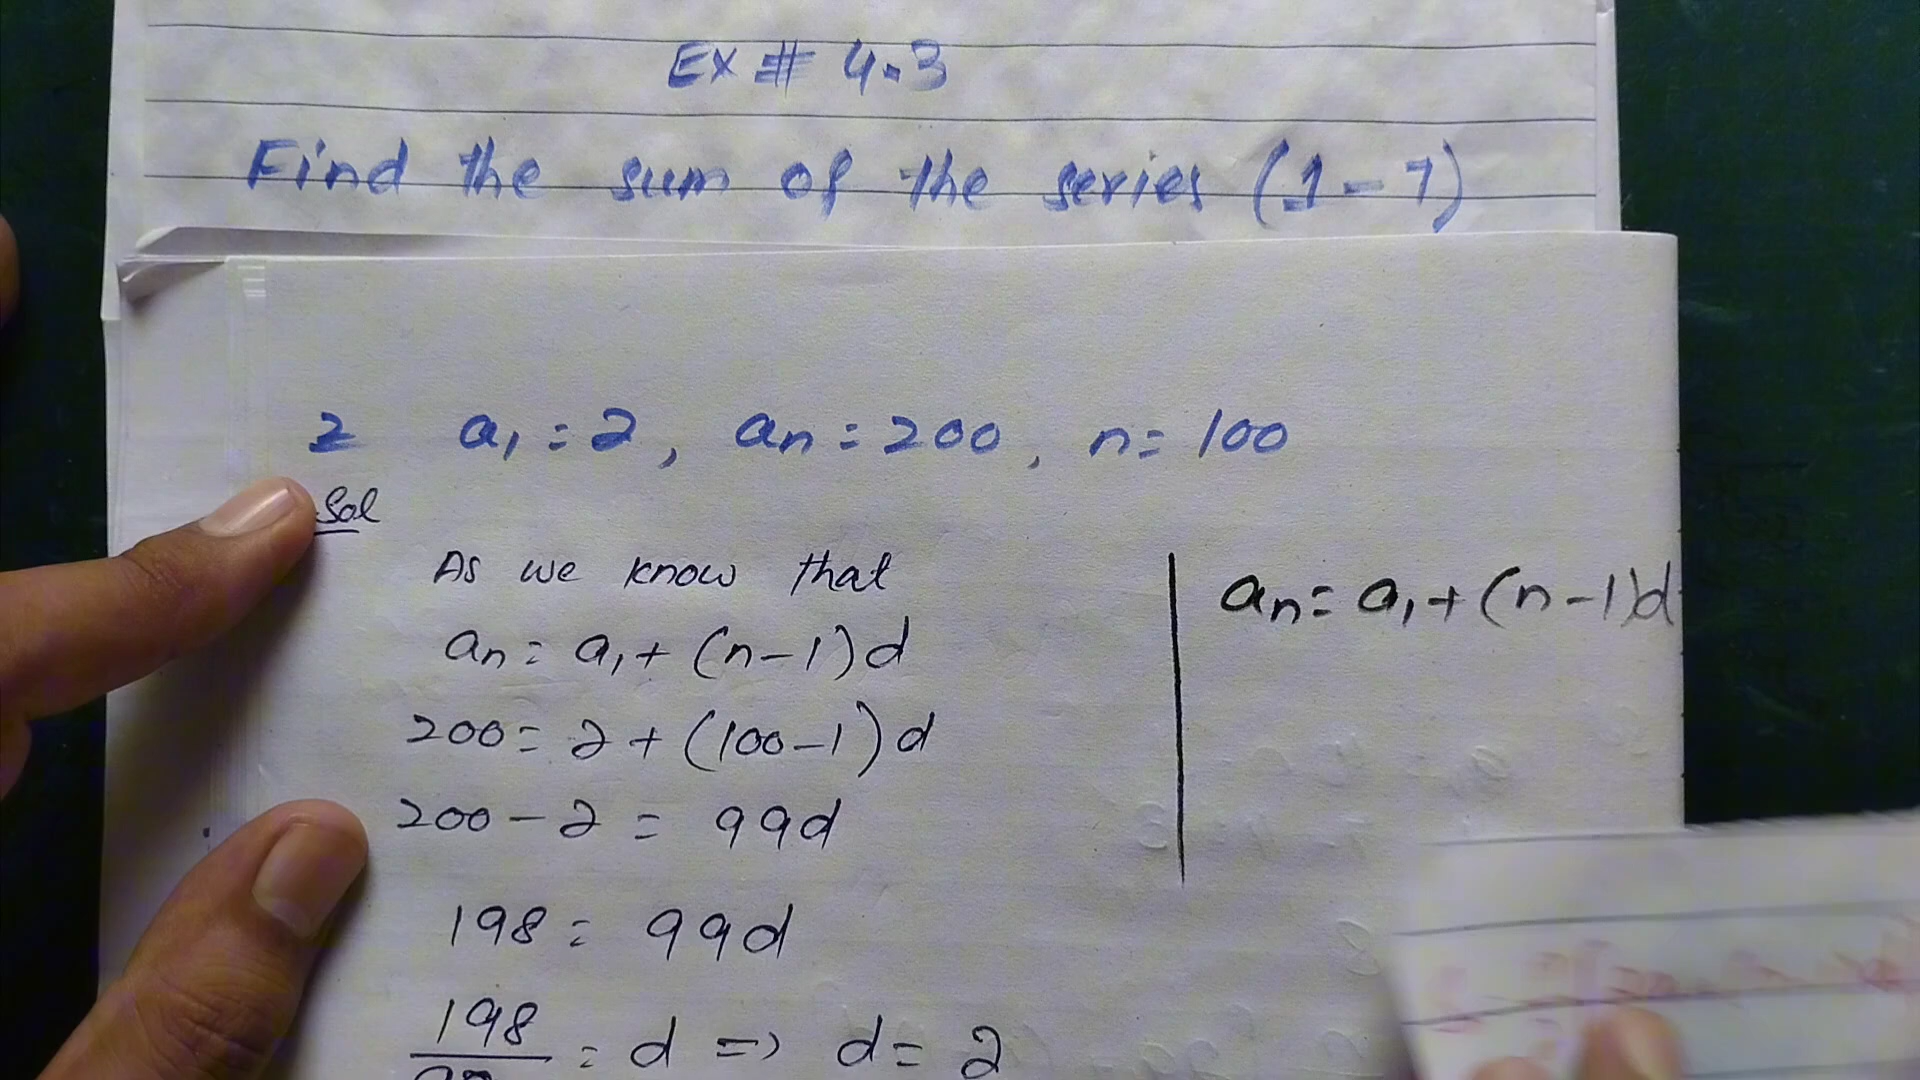 Ex # 4.3
Find the sum of the series (1-7)
2 a₁ = 2, an = 200, n = 100
Sol
As we know that
an = a₁ + (n-1)d
200 = 2 + (100-1)d
200 - 2 = 99d
198 = 99d
198/99 = d => d = 2
an = a₁ + (n-1)d